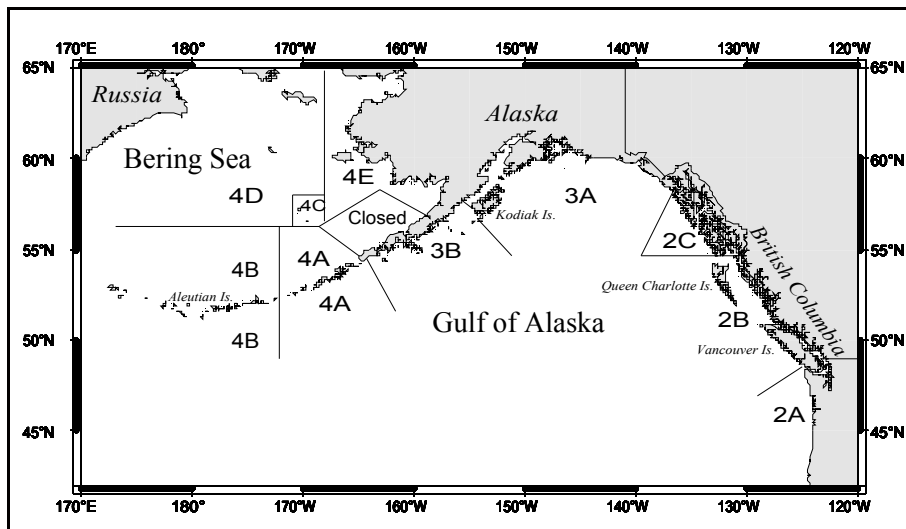 170°E 180° 170°W 160°W 150°W 140°W 130°W 120°W
65°N 65°N
Russia
Alaska
Bering Sea
60°N 60°N
4E
4D
4C
3A
Closed
Kodiak Is.
2C
3B
55°N 55°N
4A
4B
British Columbia
Queen Charlotte Is.
Aleutian Is.
4A
2B
Gulf of Alaska
50°N 50°N
4B
Vancouver Is.
2A
45°N 45°N
170°E 180° 170°W 160°W 150°W 140°W 130°W 120°W